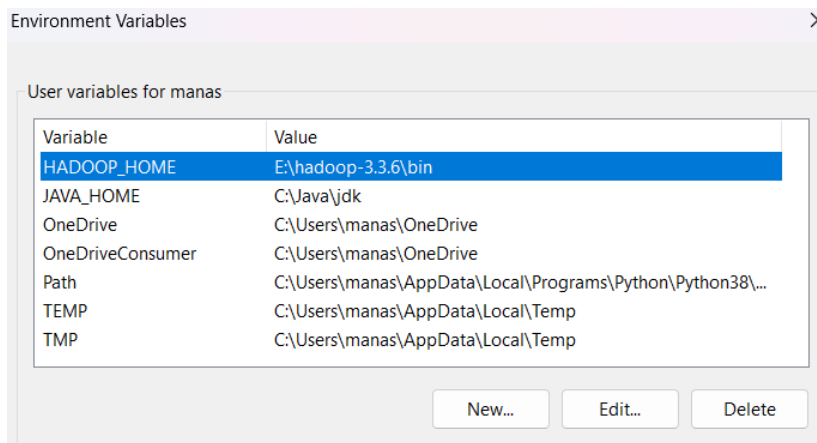 Environment Variables
User variables for manas
Variable Value
HADOOP_HOME E:\hadoop-3.3.6\bin
JAVA_HOME C:\Java\jdk
OneDrive C:\Users\manas\OneDrive
OneDriveConsumer C:\Users\manas\OneDrive
Path C:\Users\manas\AppData\Local\Programs\Python\Python38\...
TEMP C:\Users\manas\AppData\Local\Temp
TMP C:\Users\manas\AppData\Local\Temp
New... Edit... Delete